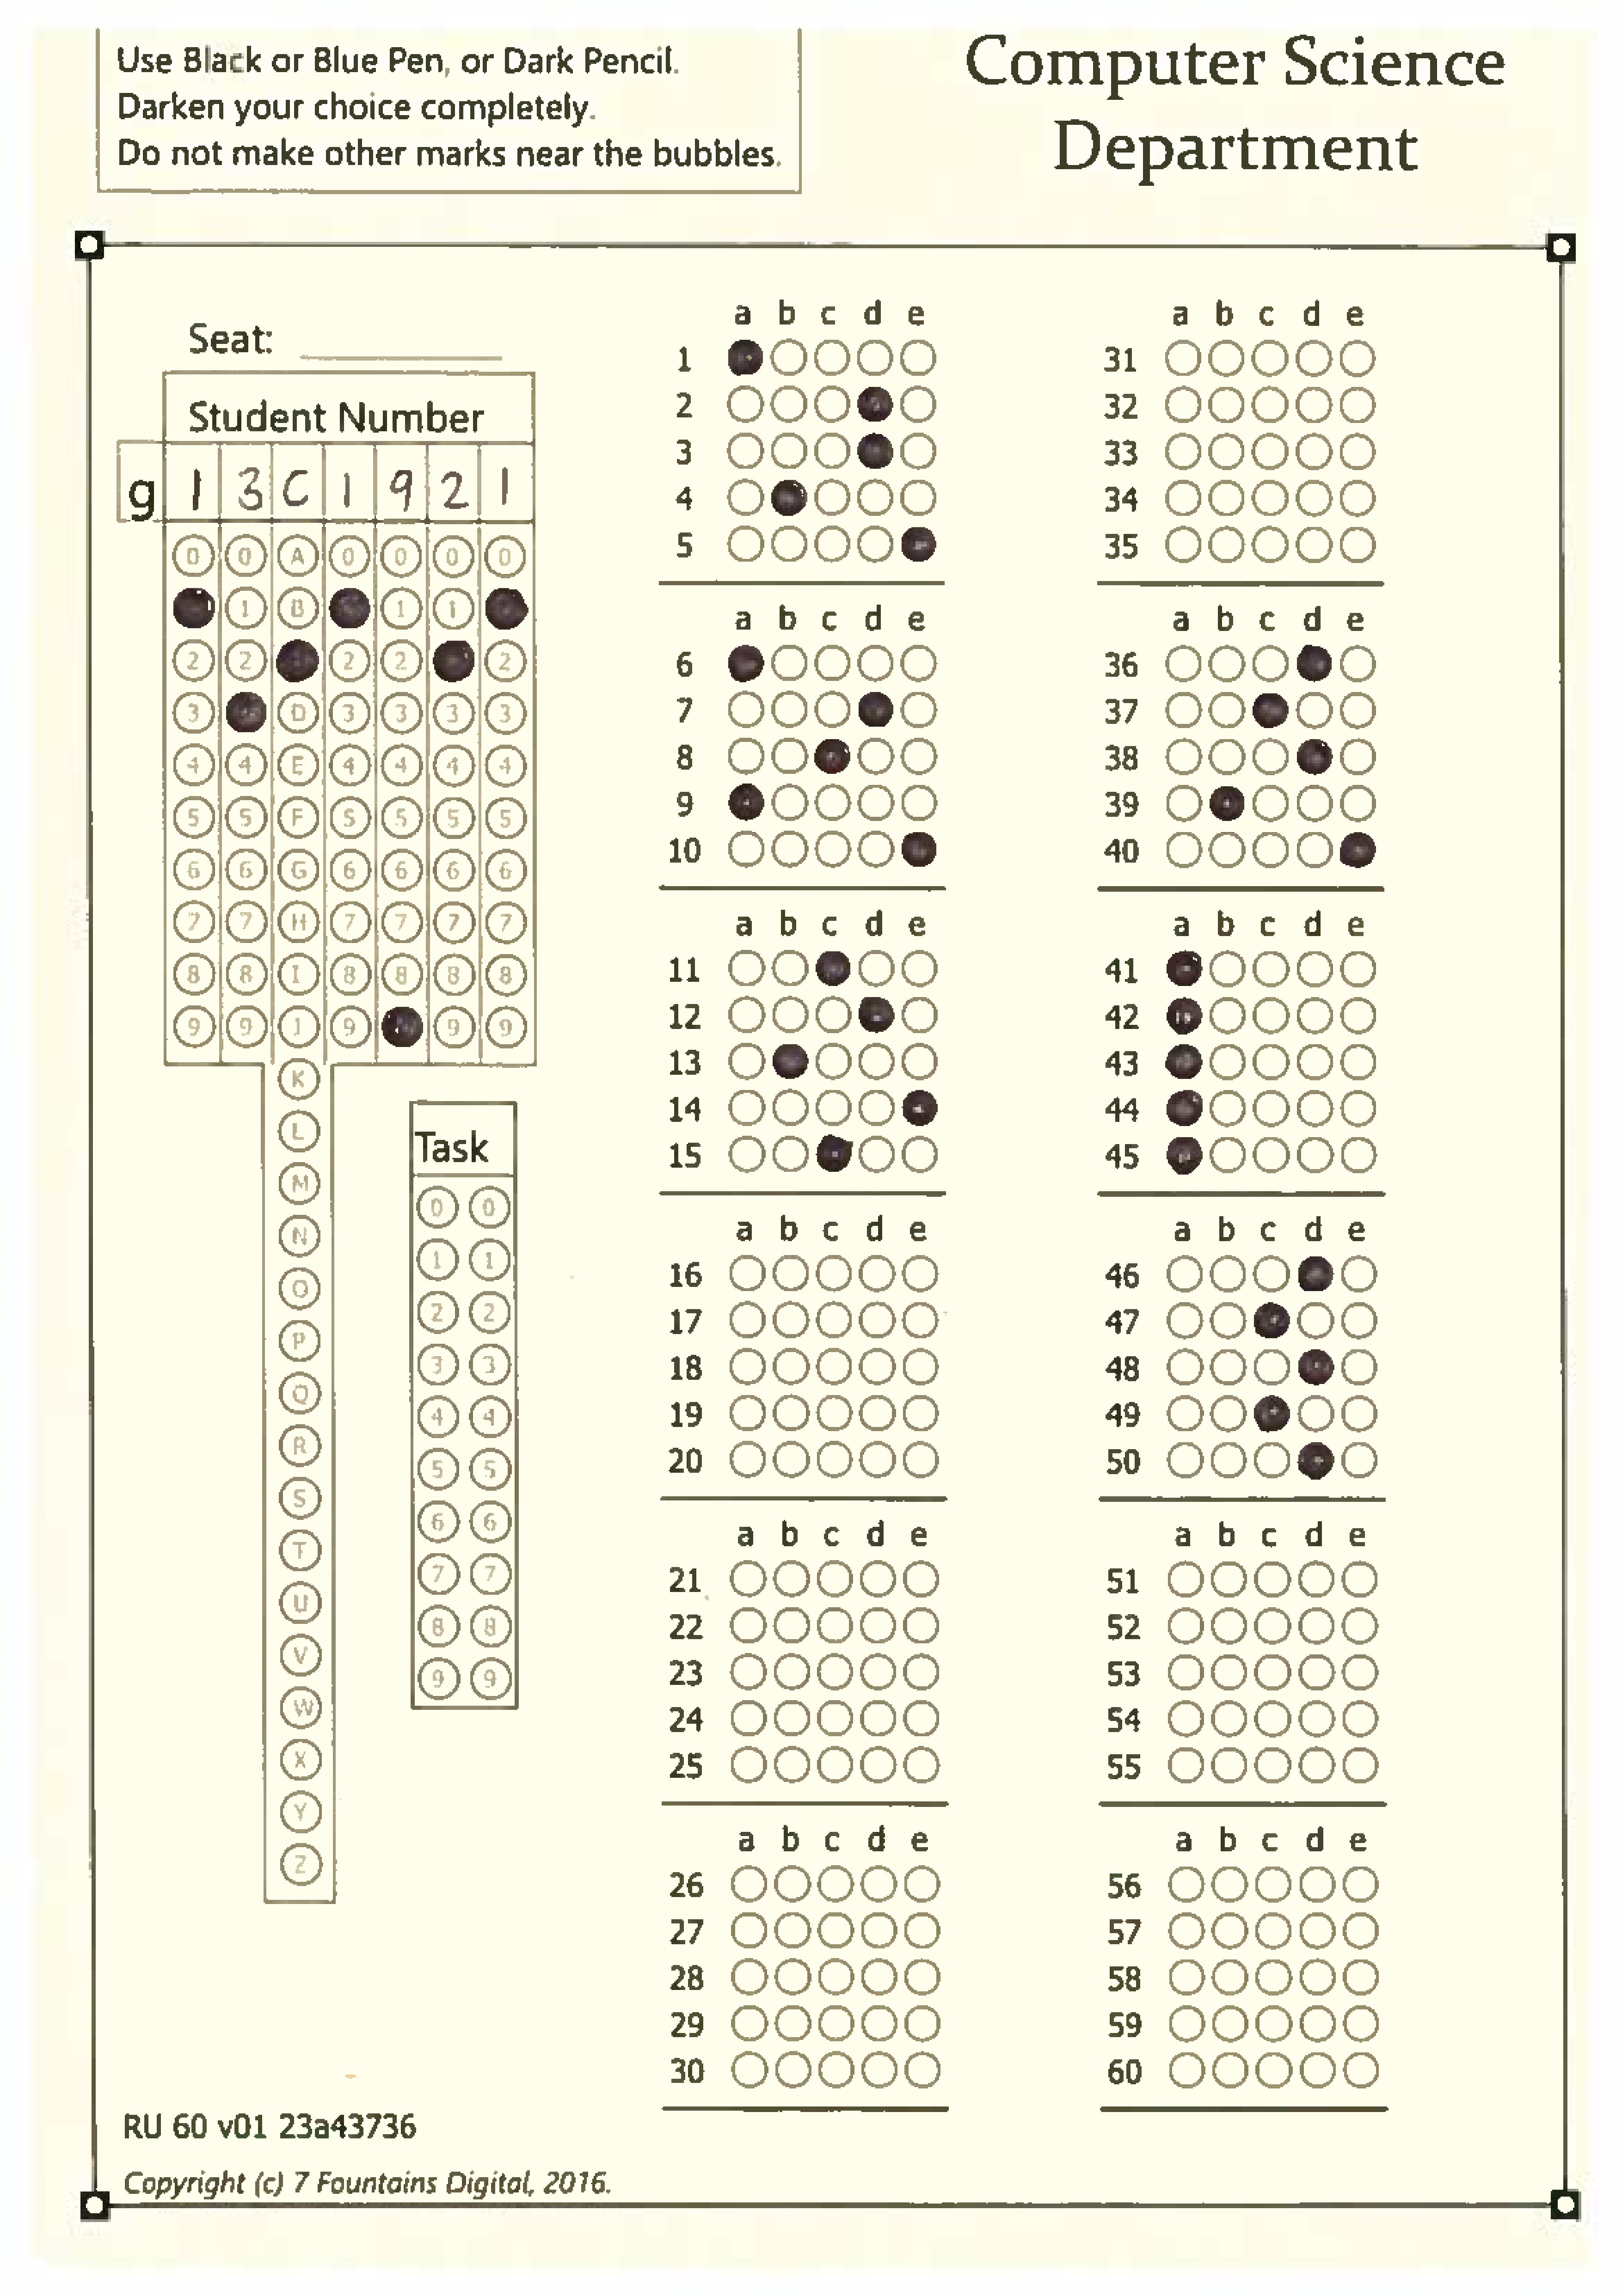 Use Black or Blue Pen, or Dark Pencil.
Darken your choice completely.
Do not make other marks near the bubbles.
Computer Science
Department
Seat:
Student Number
g 1 3 C 1 9 2 1
0 0 A 0 0 0 0
1 B 1 1
2 2 2 2 2
3 D 3 3 3 3
4 4 E 4 4 4 4
5 5 F 5 5 5 5
6 6 G 6 6 6 6
7 7 H 7 7 7 7
8 8 I 8 8 8 8
9 9 J 9 9 9
K
L
M
N
O
P
Q
R
S
T
U
V
W
X
Y
Z
Task
0 0
1 1
2 2
3 3
4 4
5 5
6 6
7 7
8 8
9 9
a b c d e
1
2
3
4
5
a b c d e
6
7
8
9
10
a b c d e
11
12
13
14
15
a b c d e
16
17
18
19
20
a b c d e
21
22
23
24
25
a b c d e
26
27
28
29
30
a b c d e
31
32
33
34
35
a b c d e
36
37
38
39
40
a b c d e
41
42
43
44
45
a b c d e
46
47
48
49
50
a b c d e
51
52
53
54
55
a b c d e
56
57
58
59
60
RU 60 v01 23a43736
Copyright (c) 7 Fountains Digital, 2016.